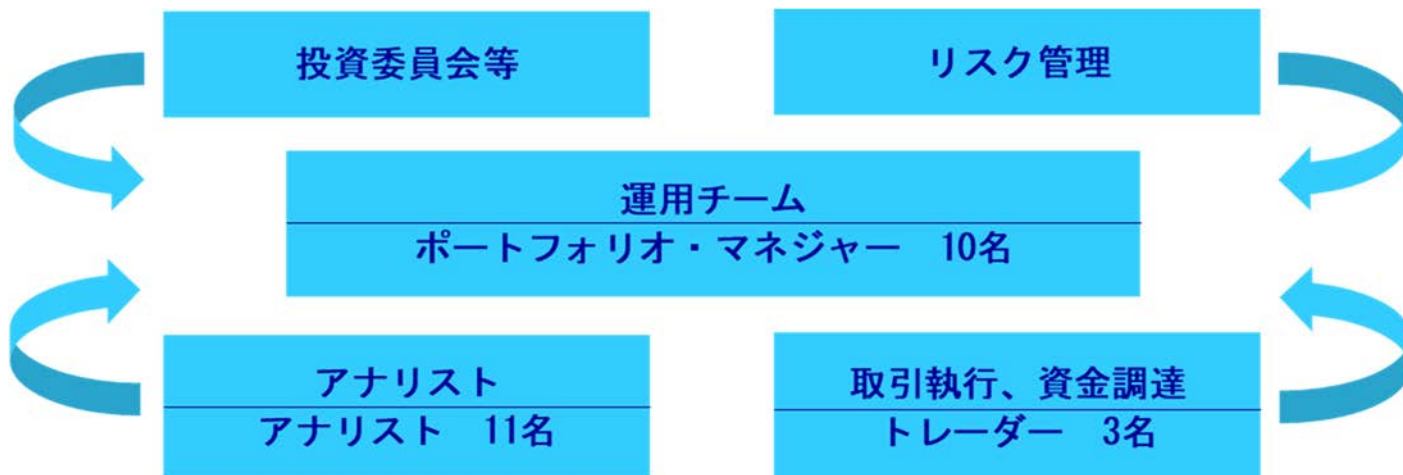 投資委員会等
リスク管理
運用チーム
ポートフォリオ・マネジャー　10名
アナリスト
アナリスト　11名
取引執行、資金調達
トレーダー　3名